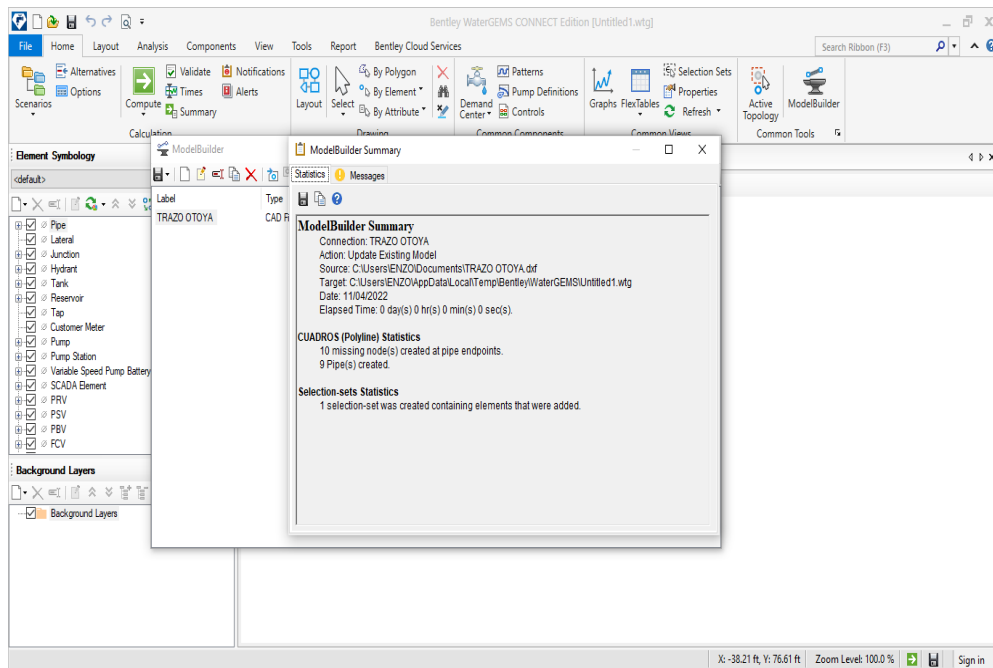 Bentley WaterGEMS CONNECT Edition [Untitled1.wtg]
File Home Layout Analysis Components View Tools Report Bentley Cloud Services Search Ribbon (F3)
Scenarios
Alternatives
Options
Compute
Validate
Times
Summary
Notifications
Alerts
Calculation
Layout
Select
By Polygon
By Element
By Attribute
Drawing
Demand Center
Patterns
Pump Definitions
Controls
Common Components
Graphs
FlexTables
Selection Sets
Properties
Refresh
Common Views
Active Topology
ModelBuilder
Common Tools
Element Symbology
<default>
Pipe
Lateral
Junction
Hydrant
Tank
Reservoir
Tap
Customer Meter
Pump
Pump Station
Variable Speed Pump Battery
SCADA Element
PRV
PSV
PBV
FCV
Background Layers
Background Layers
ModelBuilder
Label Type
TRAZO OTOYA CAD
ModelBuilder Summary
Statistics Messages
ModelBuilder Summary
Connection: TRAZO OTOYA
Action: Update Existing Model
Source: C:\Users\ENZO\Documents\TRAZO OTOYA.dxf
Target: C:\Users\ENZO\AppData\Local\Temp\Bentley\WaterGEMS\Untitled1.wtg
Date: 11/04/2022
Elapsed Time: 0 day(s) 0 hr(s) 0 min(s) 0 sec(s).
CUADROS (Polyline) Statistics
10 missing node(s) created at pipe endpoints.
9 Pipe(s) created.
Selection-sets Statistics
1 selection-set was created containing elements that were added.
X: -38.21 ft, Y: 76.61 ft Zoom Level: 100.0 % Sign in